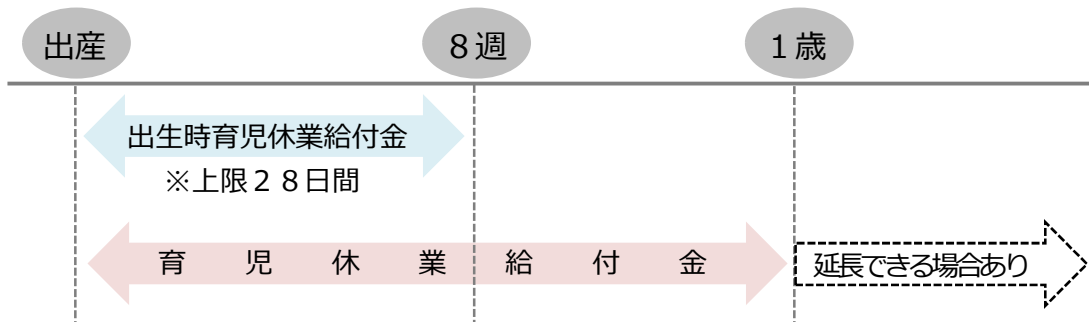 出産
８週
１歳
出生時育児休業給付金
※上限２８日間
育児休業給付金
延長できる場合あり